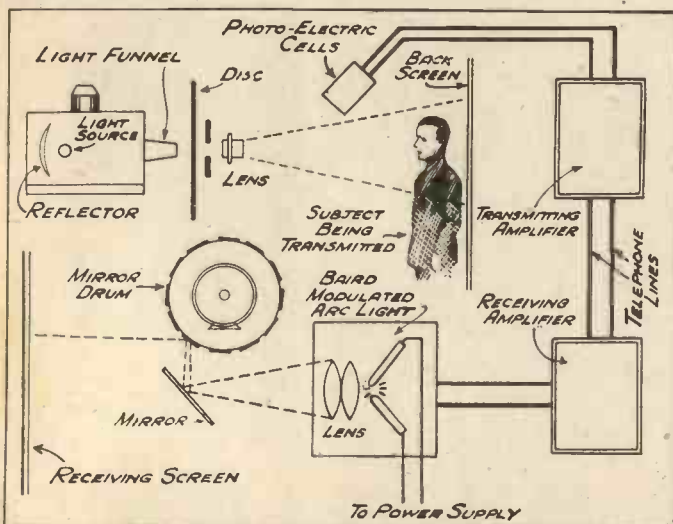 PHOTO-ELECTRIC
CELLS
LIGHT FUNNEL
DISC
BACK
SCREEN
LIGHT
SOURCE
LENS
REFLECTOR
SUBJECT
BEING
TRANSMITTED
TRANSMITTING
AMPLIFIER
TELEPHONE
LINES
MIRROR
DRUM
BAIRD
MODULATED
ARC LIGHT
RECEIVING
AMPLIFIER
MIRROR
LENS
RECEIVING SCREEN
TO POWER SUPPLY